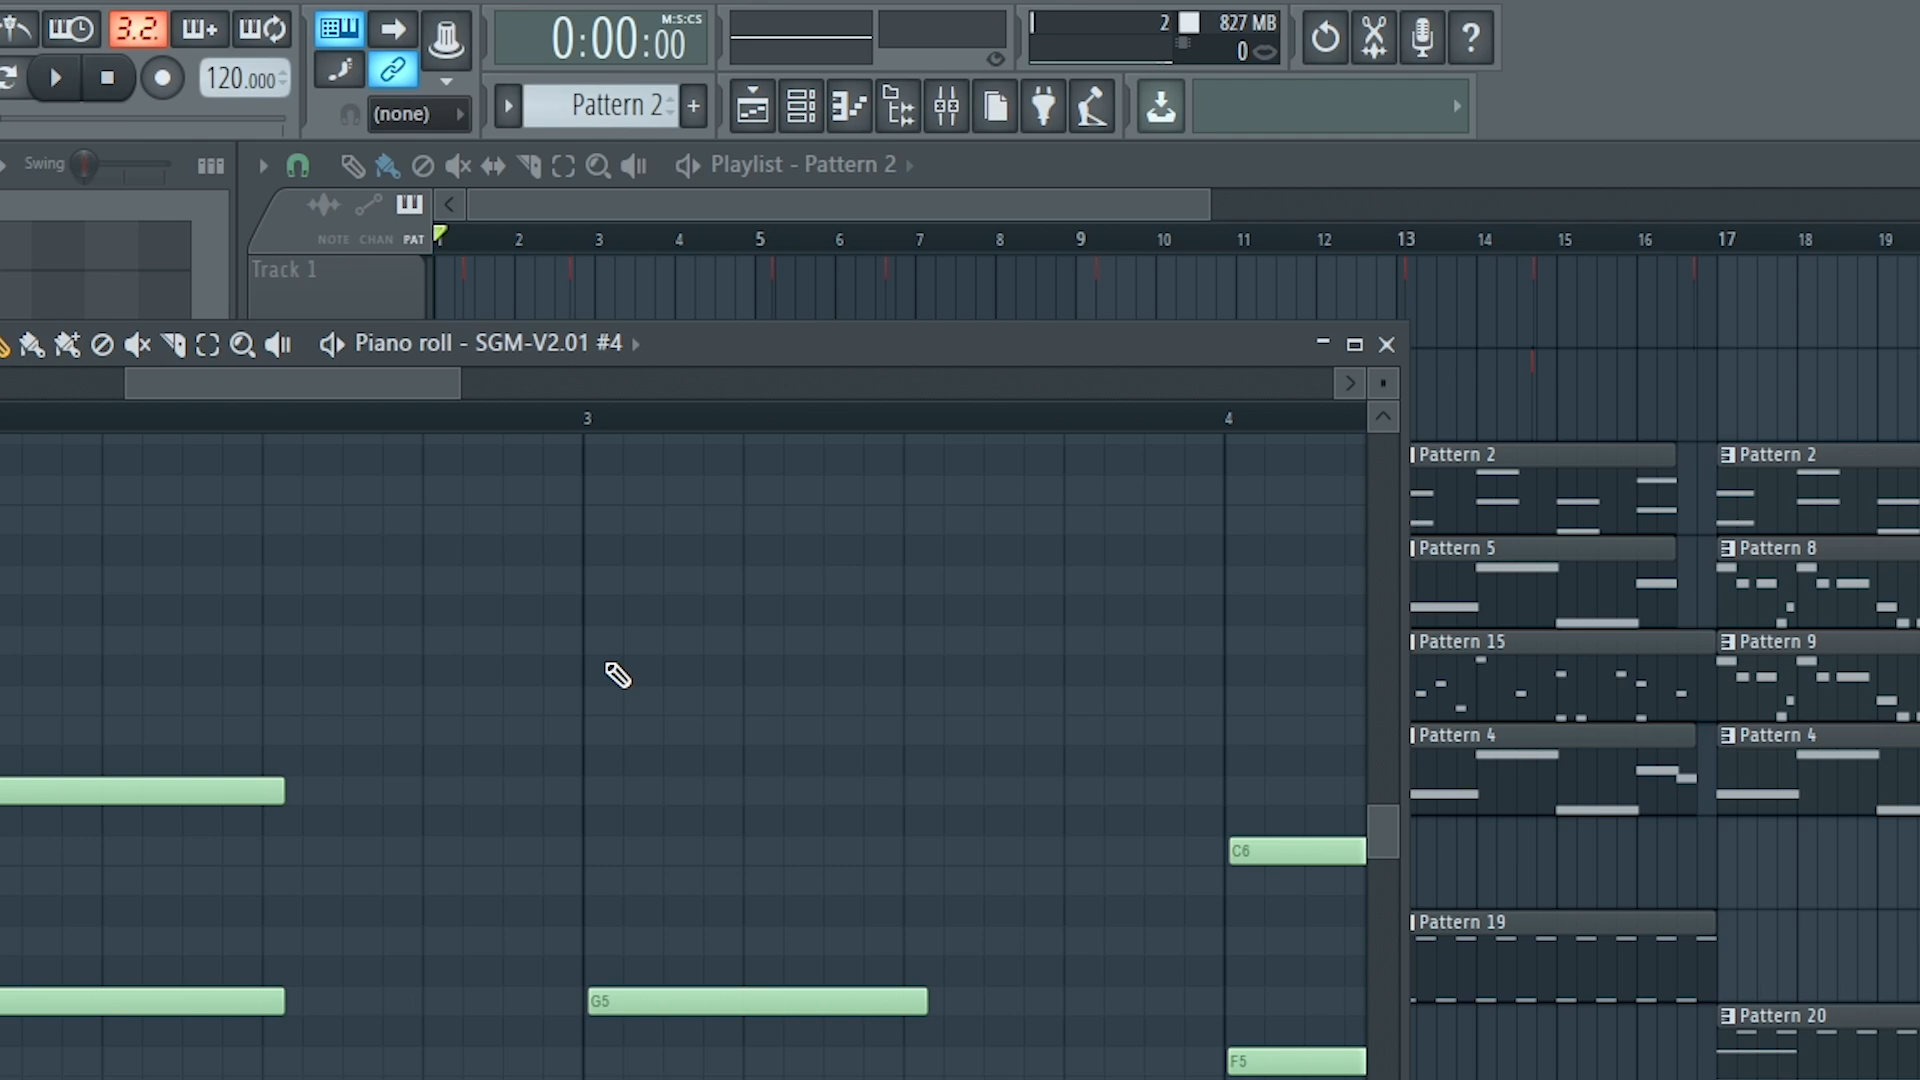 3.2.
0:00:00
M:S:CS
2
827 MB
0
?
120.000
(none)
Pattern 2
+
Swing
Playlist - Pattern 2
NOTE CHAN PAT
1 2 3 4 5 6 7 8 9 10 11 12 13 14 15 16 17 18 19
Track 1
Piano roll - SGM-V2.01 #4
3 4
Pattern 2
Pattern 2
Pattern 5
Pattern 8
Pattern 15
Pattern 9
Pattern 4
Pattern 4
C6
Pattern 19
G5
Pattern 20
F5